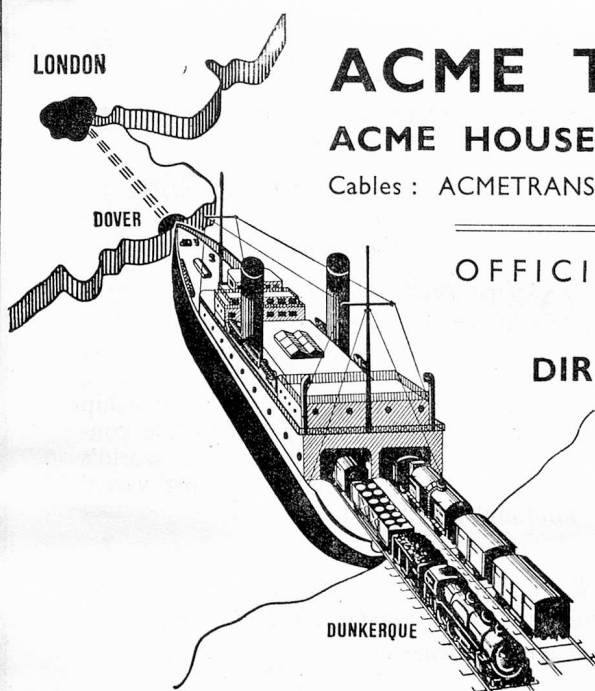 LONDON
ACME T
ACME HOUSE
Cables : ACMETRANS
DOVER
OFFICI
DIR
DUNKERQUE